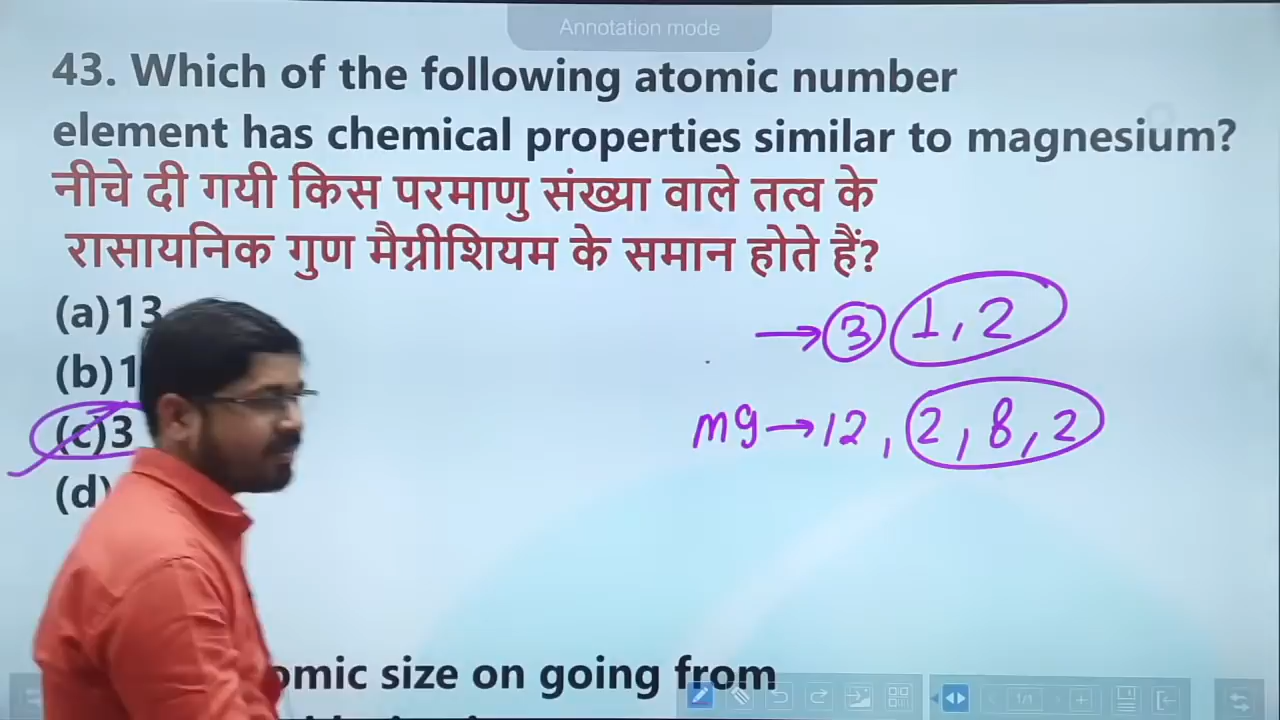 Annotation mode
43. Which of the following atomic number
element has chemical properties similar to magnesium?
नीचे दी गयी किस परमाणु संख्या वाले तत्व के
रासायनिक गुण मैग्नीशियम के समान होते हैं?
(a)13
(b)1
(c)3
(d)
→ 3 1, 2
mg → 12, 2, 8, 2
omic size on going from
1/1